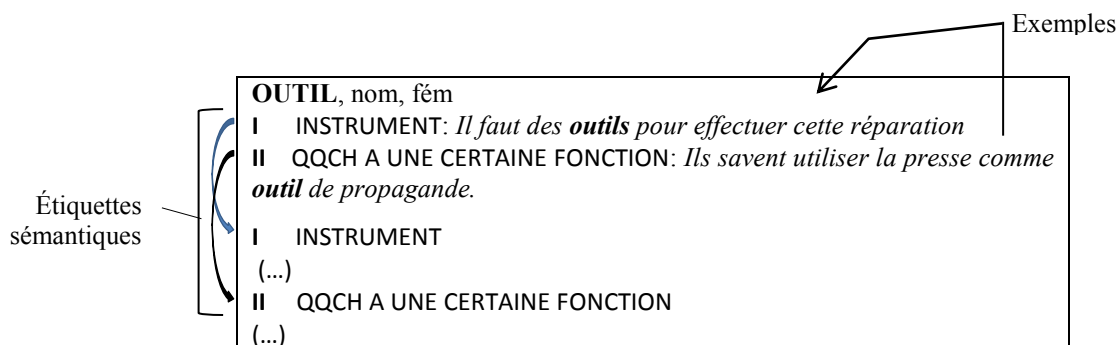 Exemples
OUTIL, nom, fém
I INSTRUMENT: Il faut des outils pour effectuer cette réparation
II QQCH A UNE CERTAINE FONCTION: Ils savent utiliser la presse comme
outil de propagande.
Étiquettes
sémantiques
I INSTRUMENT
(...)
II QQCH A UNE CERTAINE FONCTION
(...)